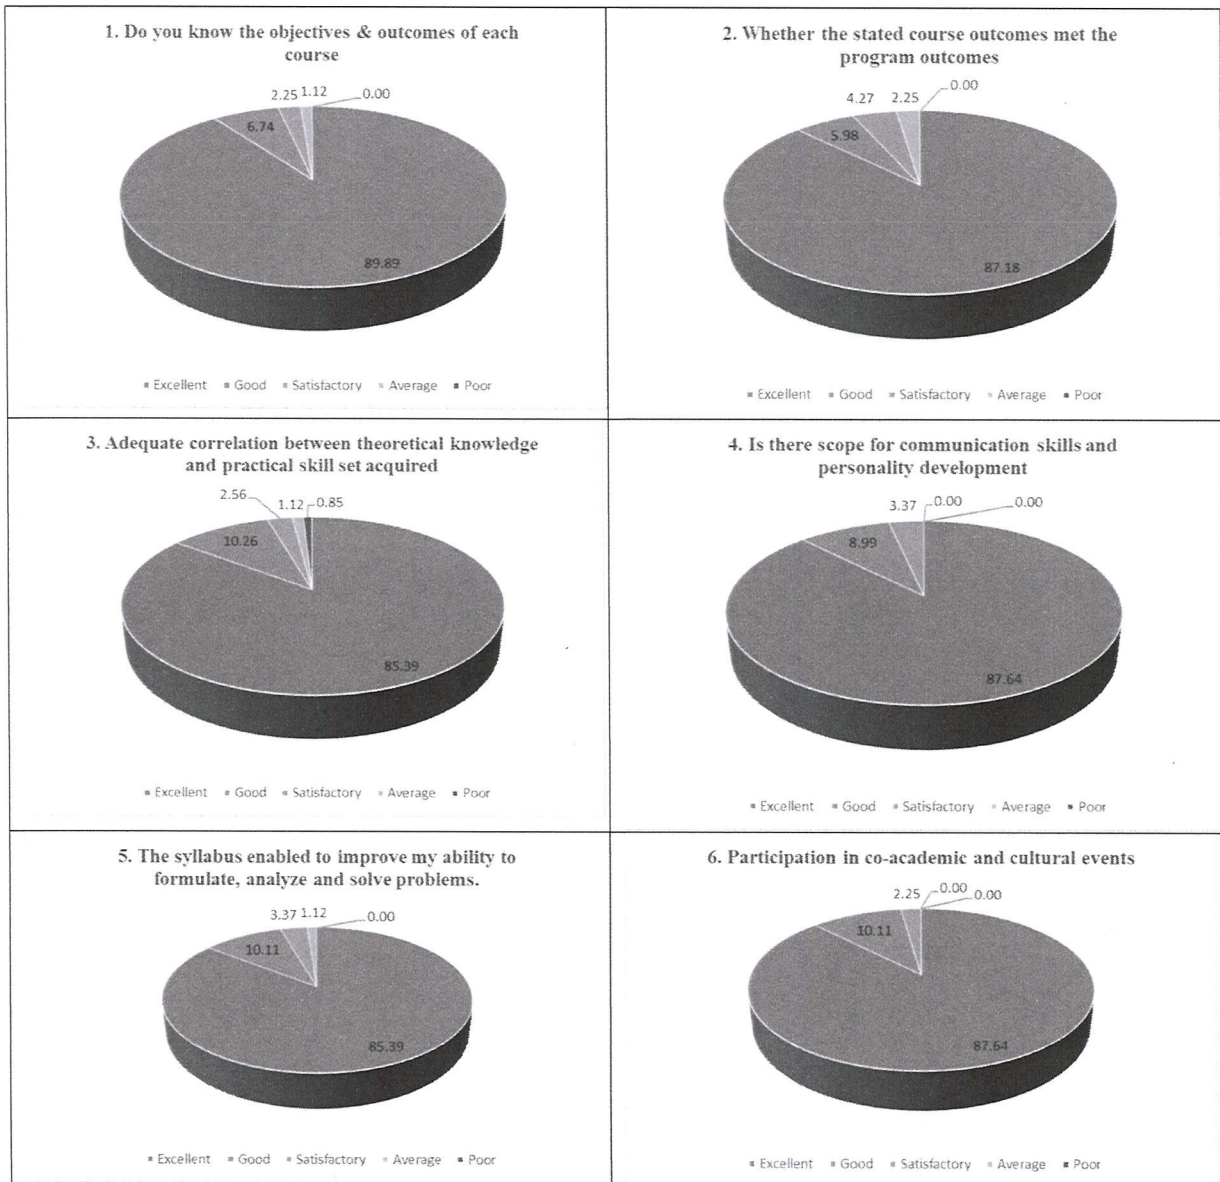 1. Do you know the objectives & outcomes of each
course
2.25 1.12 0.00
6.74
89.89
▪ Excellent ▪ Good ▪ Satisfactory ▪ Average ▪ Poor
2. Whether the stated course outcomes met the
program outcomes
4.27 2.25 0.00
5.98
87.18
▪ Excellent ▪ Good ▪ Satisfactory ▪ Average ▪ Poor
3. Adequate correlation between theoretical knowledge
and practical skill set acquired
2.56 1.12 0.85
10.26
85.39
▪ Excellent ▪ Good ▪ Satisfactory ▪ Average ▪ Poor
4. Is there scope for communication skills and
personality development
3.37 0.00 0.00
8.99
87.64
▪ Excellent ▪ Good ▪ Satisfactory ▪ Average ▪ Poor
5. The syllabus enabled to improve my ability to
formulate, analyze and solve problems.
3.37 1.12 0.00
10.11
85.39
▪ Excellent ▪ Good ▪ Satisfactory ▪ Average ▪ Poor
6. Participation in co-academic and cultural events
2.25 0.00 0.00
10.11
87.64
▪ Excellent ▪ Good ▪ Satisfactory ▪ Average ▪ Poor